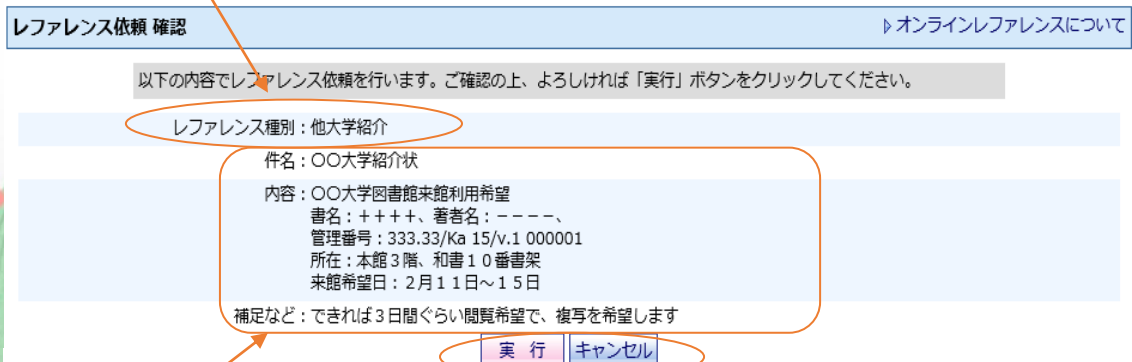 レファレンス依頼 確認
オンラインレファレンスについて
以下の内容でレファレンス依頼を行います。ご確認の上、よろしければ「実行」ボタンをクリックしてください。
レファレンス種別：他大学紹介
件名：〇〇大学紹介状
内容：〇〇大学図書館来館利用希望
書名：＋＋＋＋、著者名：－－－－、
管理番号：333.33/Ka 15/v.1 000001
所在：本館３階、和書１０番書架
来館希望日：２月１１日～１５日
補足など：できれば３日間ぐらい閲覧希望で、複写を希望します
実 行 キャンセル